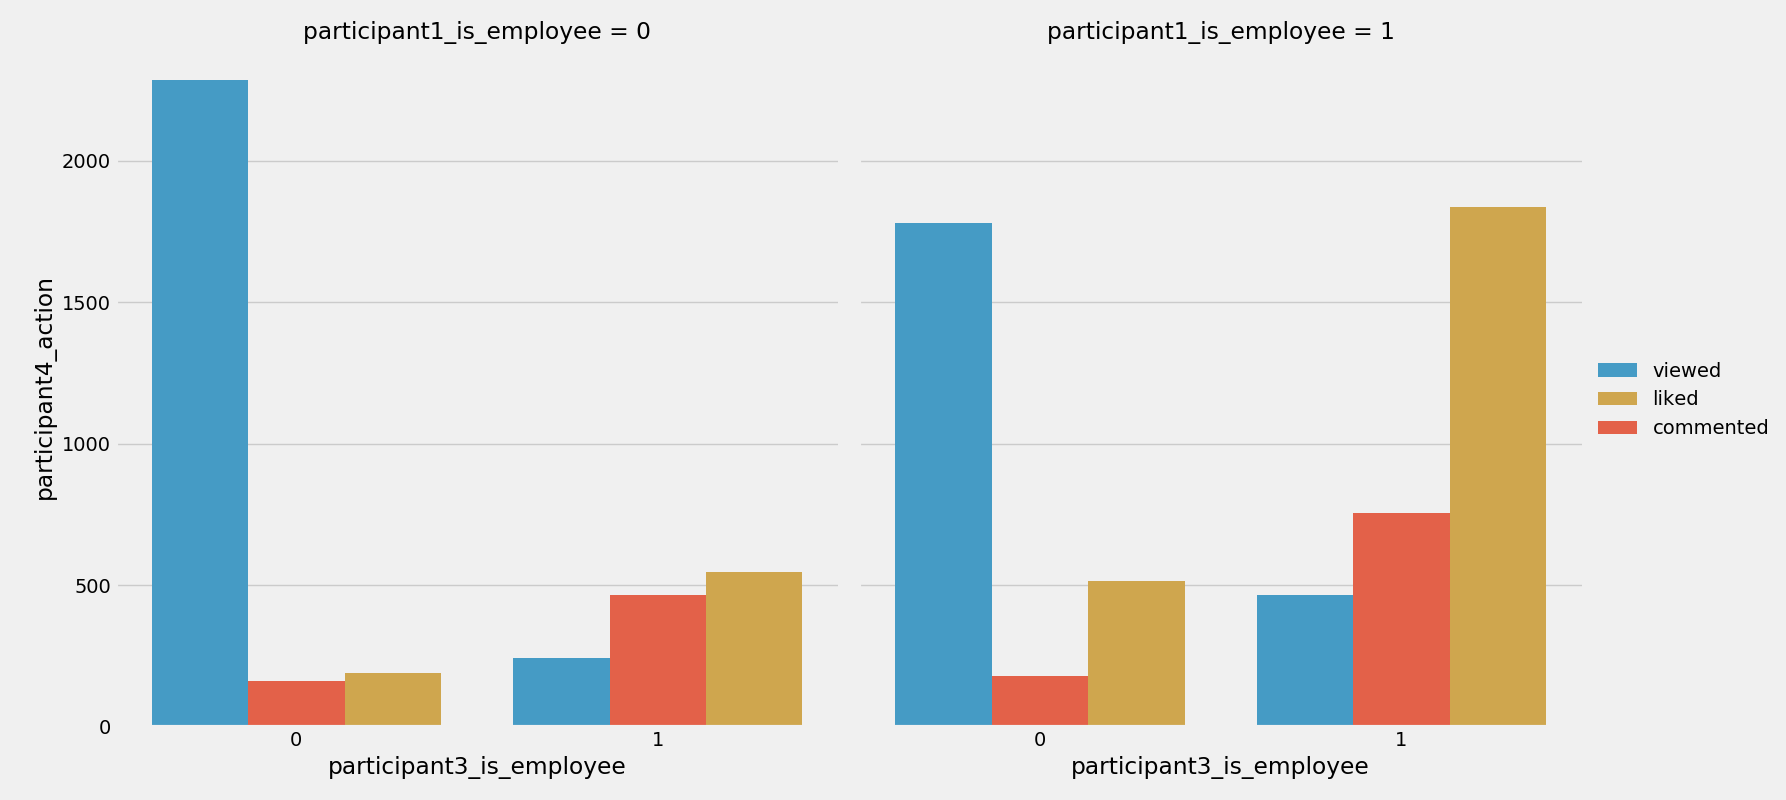 participant1_is_employee = 0
participant1_is_employee = 1
participant4_action
2000
1500
1000
500
0
0
1
0
1
participant3_is_employee
participant3_is_employee
viewed
liked
commented